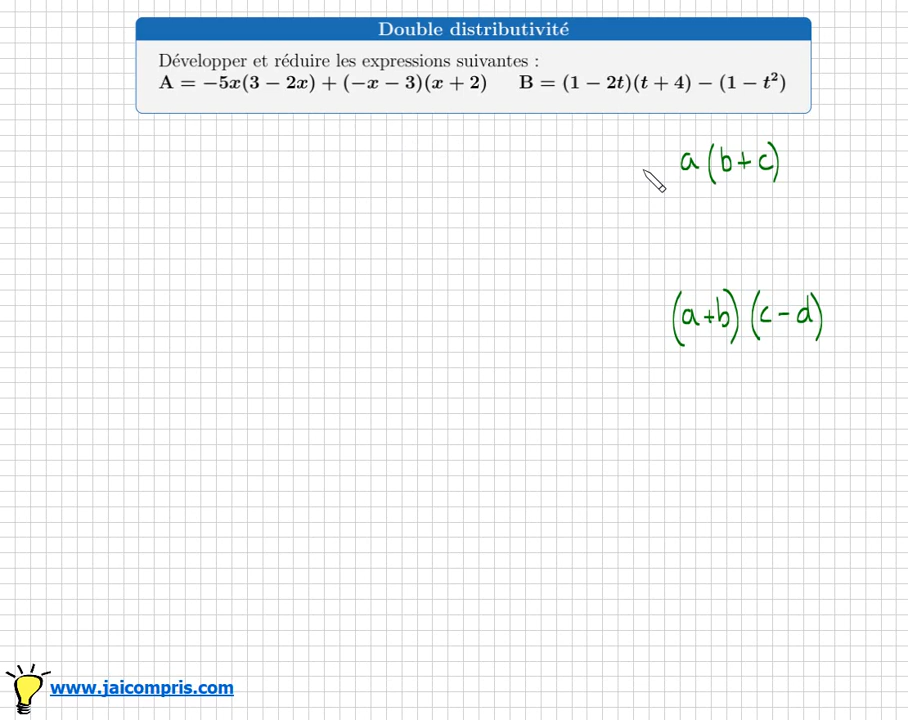 Double distributivité
Développer et réduire les expressions suivantes :
A = −5x(3 − 2x) + (−x − 3)(x + 2) B = (1 − 2t)(t + 4) − (1 − t²)
a(b+c)
(a+b)(c-d)
www.jaicompris.com